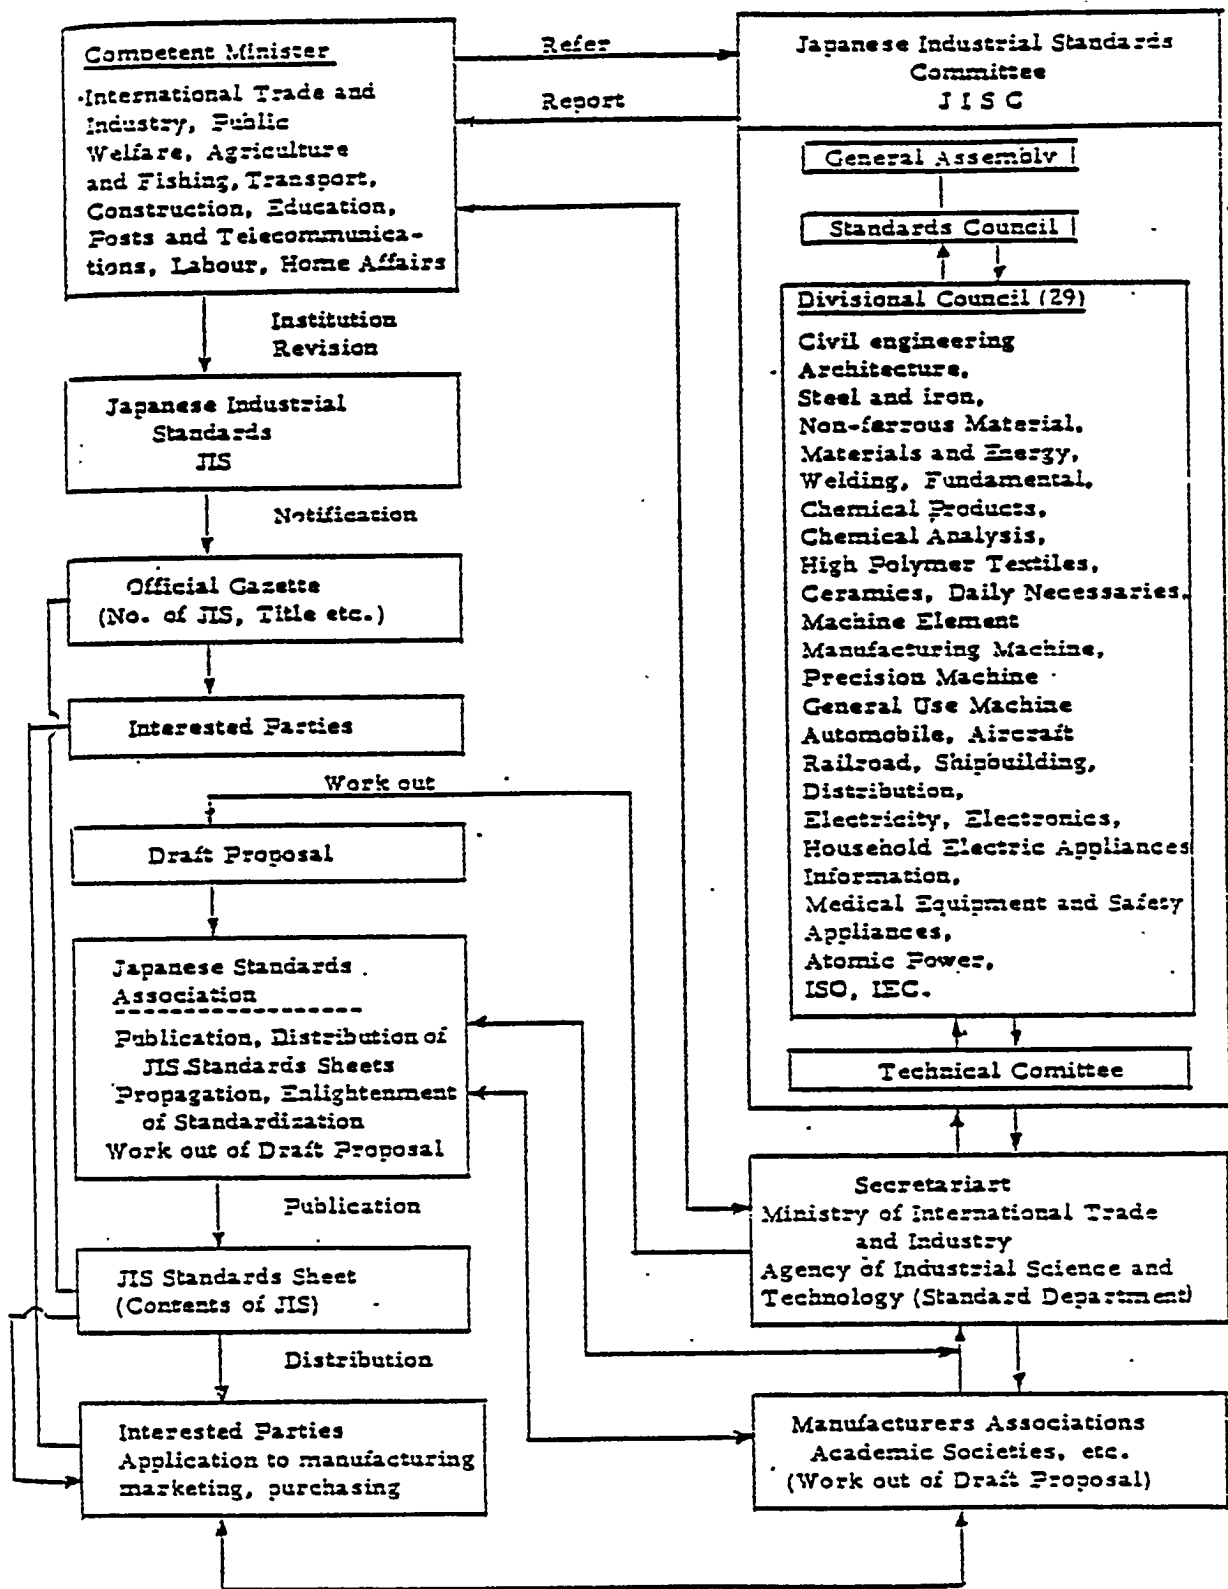 Competent Minister
·International Trade and
Industry, Public
Welfare, Agriculture
and Fishing, Transport,
Construction, Education,
Posts and Telecommunica-
tions, Labour, Home Affairs
Refer
Report
Japanese Industrial Standards
Committee
J I S C
General Assembly
Standards Council
Divisional Council (29)
Civil engineering
Architecture,
Steel and iron,
Non-ferrous Material,
Materials and Energy,
Welding, Fundamental,
Chemical Products,
Chemical Analysis,
High Polymer Textiles,
Ceramics, Daily Necessaries,
Machine Element
Manufacturing Machine,
Precision Machine
General Use Machine
Automobile, Aircraft
Railroad, Shipbuilding,
Distribution,
Electricity, Electronics,
Household Electric Appliances
Information,
Medical Equipment and Safety
Appliances,
Atomic Power,
ISO, IEC.
Technical Comittee
Institution
Revision
Japanese Industrial
Standards
JIS
Notification
Official Gazette
(No. of JIS, Title etc.)
Interested Parties
Work out
Draft Proposal
Japanese Standards
Association
Publication, Distribution of
JIS Standards Sheets
Propagation, Enlightenment
of Standardization
Work out of Draft Proposal
Publication
JIS Standards Sheet
(Contents of JIS)
Distribution
Interested Parties
Application to manufacturing
marketing, purchasing
Secretariart
Ministry of International Trade
and Industry
Agency of Industrial Science and
Technology (Standard Department)
Manufacturers Associations
Academic Societies, etc.
(Work out of Draft Proposal)